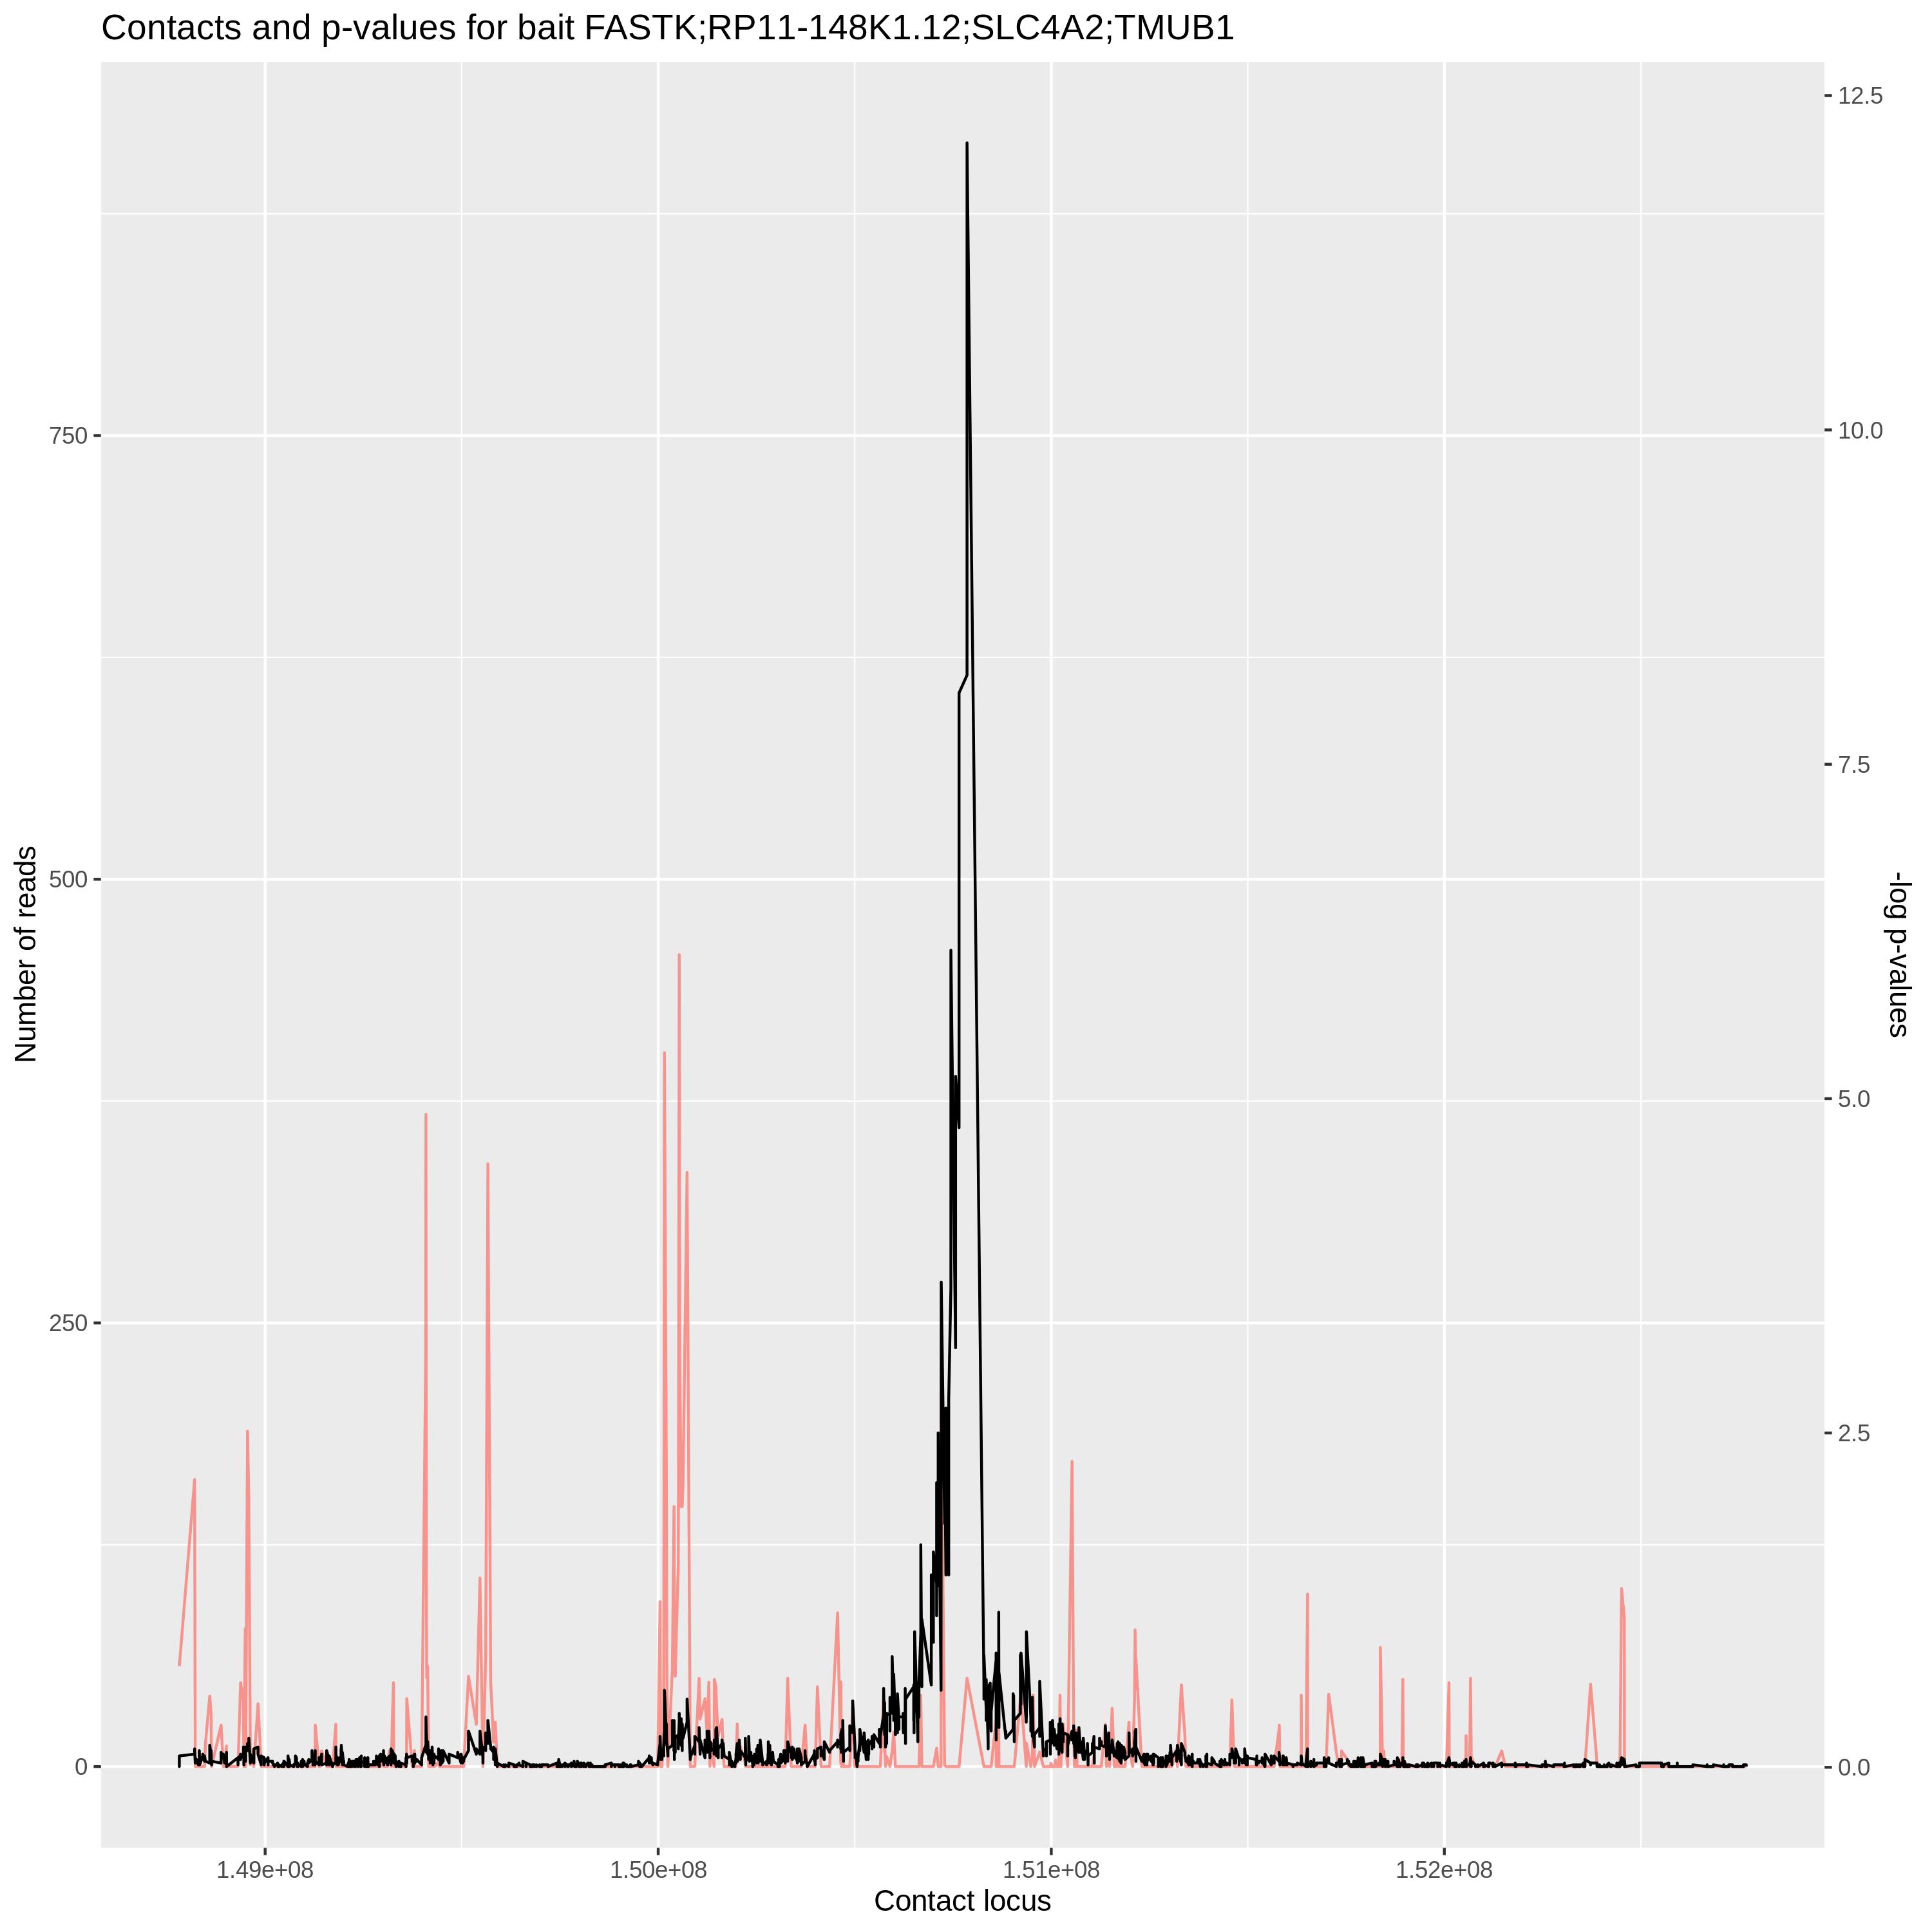 Contacts and p-values for bait FASTK;RP11-148K1.12;SLC4A2;TMUB1
Number of reads
750
500
250
0
12.5
10.0
7.5
5.0
2.5
0.0
-log p-values
1.49e+08 1.50e+08 1.51e+08 1.52e+08
Contact locus